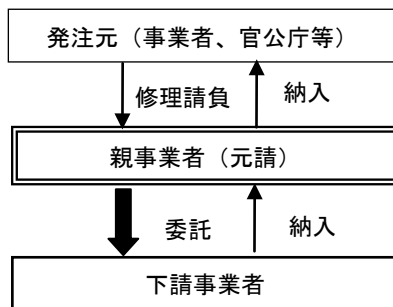 発注元（事業者、官公庁等）
修理請負 納入
親事業者（元請）
委託 納入
下請事業者